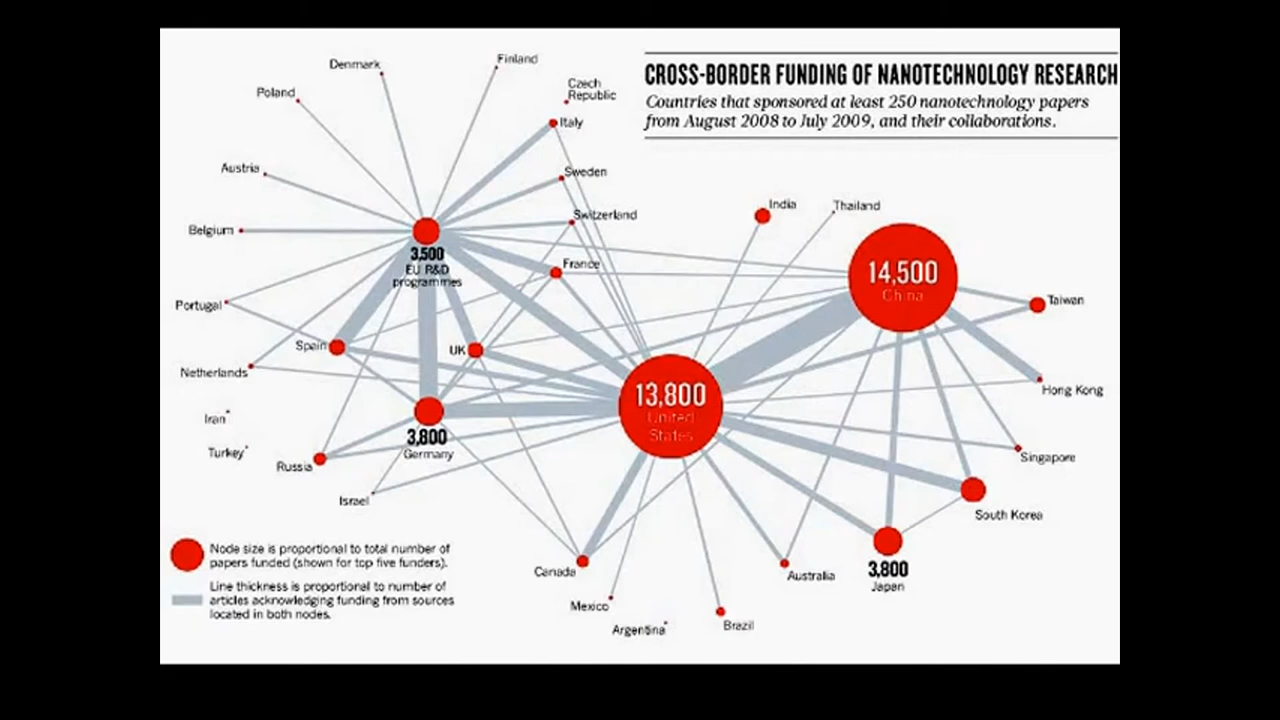 CROSS-BORDER FUNDING OF NANOTECHNOLOGY RESEARCH
Countries that sponsored at least 250 nanotechnology papers
from August 2008 to July 2009, and their collaborations.
Denmark
Finland
Poland
Czech
Republic
Italy
Austria
Sweden
Belgium
Switzerland
3,500
EU R&D
programmes
France
India
Thailand
14,500
China
Taiwan
Portugal
Spain
UK
Netherlands
Hong Kong
13,800
United
States
Iran
Turkey
3,800
Germany
Russia
Singapore
Israel
South Korea
Canada
Australia
3,800
Japan
Mexico
Argentina
Brazil
Node size is proportional to total number of
papers funded (shown for top five funders).
Line thickness is proportional to number of
articles acknowledging funding from sources
located in both nodes.